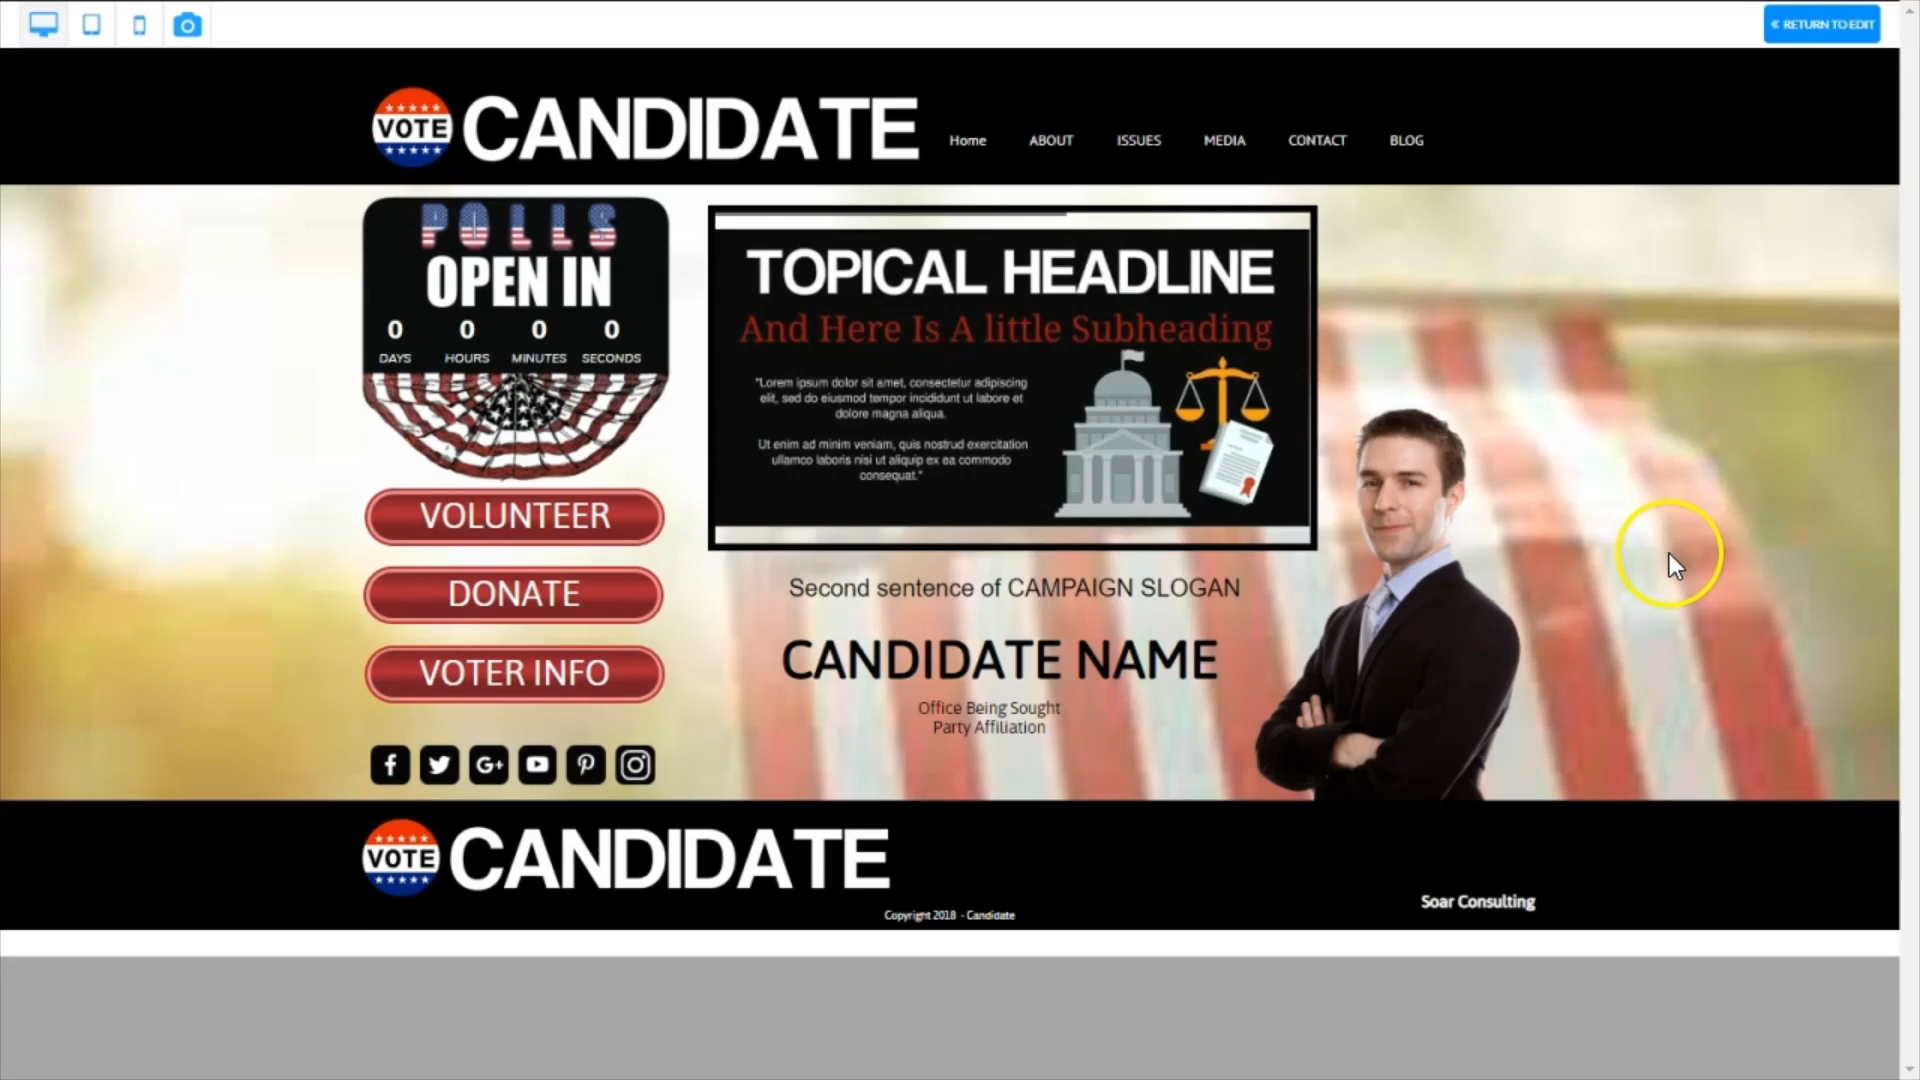 « RETURN TO EDIT
VOTE CANDIDATE
Home ABOUT ISSUES MEDIA CONTACT BLOG
POLLS
OPEN IN
0 0 0 0
DAYS HOURS MINUTES SECONDS
VOLUNTEER
DONATE
VOTER INFO
TOPICAL HEADLINE
And Here Is A little Subheading
"Lorem ipsum dolor sit amet, consectetur adipiscing
elit, sed do eiusmod tempor incididunt ut labore et
dolore magna aliqua.
Ut enim ad minim veniam, quis nostrud exercitation
ullamco laboris nisi ut aliquip ex ea commodo
consequat."
Second sentence of CAMPAIGN SLOGAN
CANDIDATE NAME
Office Being Sought
Party Affiliation
VOTE CANDIDATE
Copyright 2018 - Candidate
Soar Consulting